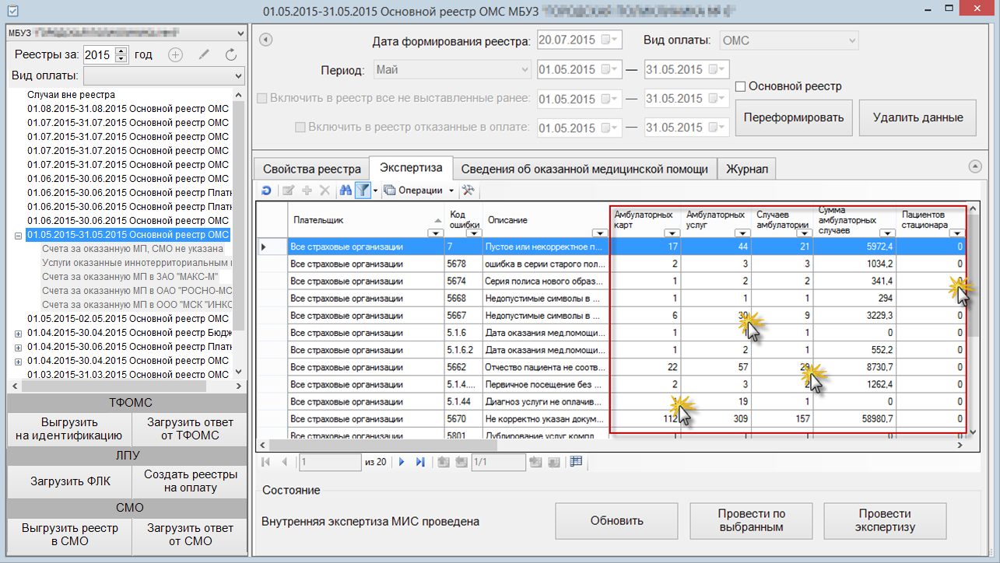 01.05.2015-31.05.2015 Основной реестр ОМС МБУЗ
МБУЗ
Реестры за: 2015 год
Вид оплаты:
Случаи вне реестра
01.08.2015-31.08.2015 Основной реестр ОМС
01.07.2015-31.07.2015 Основной реестр ОМС
01.07.2015-31.07.2015 Основной реестр ОМС
01.07.2015-31.07.2015 Основной реестр ОМС
01.07.2015-31.07.2015 Основной реестр ОМС
01.06.2015-30.06.2015 Основной реестр ОМС
01.06.2015-30.06.2015 Основной реестр Платн
01.06.2015-30.06.2015 Основной реестр Платн
01.06.2015-30.06.2015 Основной реестр ОМС
01.05.2015-31.05.2015 Основной реестр ОМС
Счета за оказанную МП, СМО не указана
Услуги оказанные иннотерриториальным
Счета за оказанную МП в ЗАО "МАКС-М"
Счета за оказанную МП в ОАО "РОСНО-МС
Счета за оказанную МП в ООО "МСК "ИНКО
01.05.2015-02.05.2015 Основной реестр ОМС
01.04.2015-30.04.2015 Основной реестр Бюдж
01.04.2015-30.06.2015 Основной реестр Платн
01.04.2015-30.04.2015 Основной реестр ОМС
01.03.2015-31.03.2015 Основной реестр ОМС
ТФОМС
Выгрузить на идентификацию
Загрузить ответ от ТФОМС
ЛПУ
Загрузить ФЛК
Создать реестры на оплату
СМО
Выгрузить реестр в СМО
Загрузить ответ от СМО
Дата формирования реестра: 20.07.2015 Вид оплаты: ОМС
Период: Май 01.05.2015 — 31.05.2015
Основной реестр
Включить в реестр все не выставленные ранее: 01.05.2015 — 31.05.2015
Включить в реестр отказанные в оплате: 01.05.2015 — 31.05.2015
Переформировать Удалить данные
Свойства реестра Экспертиза Сведения об оказанной медицинской помощи Журнал
Операции
Плательщик Код ошибки Описание Амбулаторных карт Амбулаторных услуг Случаев амбулатории Сумма амбулаторных случаев Пациентов стационара
Все страховые организации 7 Пустое или некорректное п... 17 44 21 5972,4 0
Все страховые организации 5678 ошибка в серии старого пол... 2 3 3 1034,2 0
Все страховые организации 5674 Серия полиса нового образ... 1 2 2 341,4
Все страховые организации 5668 Недопустимые символы в ... 1 1 1 294
Все страховые организации 5667 Недопустимые символы в ... 6 30 9 3229,3 0
Все страховые организации 5.1.6 Дата оказания мед.помощи... 1 1 0 0
Все страховые организации 5.1.6.2 Дата оказания мед.помощи... 1 2 1 552,2 0
Все страховые организации 5662 Отчество пациента не соотв... 22 57 8730,7 0
Все страховые организации 5.1.4.... Первичное посещение без ... 2 3 2 1262,4 0
Все страховые организации 5.1.44 Диагноз услуги не оплачив... 19 1 0 0
Все страховые организации 5670 Не корректно указан докум... 112 309 157 58980,7 0
Все страховые организации 5801 Дублирование услуг компл... 1 1 1 0 0
1 из 20 1/1
Состояние
Внутренняя экспертиза МИС проведена
Обновить
Провести по выбранным
Провести экспертизу